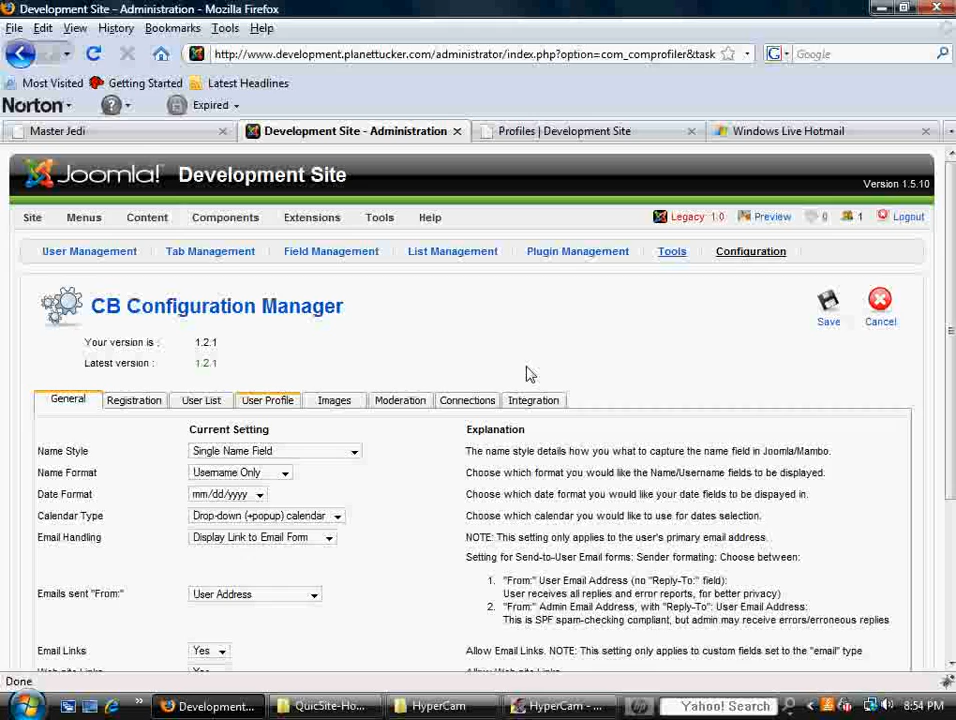 Development Site - Administration - Mozilla Firefox
File Edit View History Bookmarks Tools Help
http://www.development.planettucker.com/administrator/index.php?option=com_comprofiler&task
Google
Most Visited Getting Started Latest Headlines
Norton Expired
Master Jedi Development Site - Administration Profiles | Development Site Windows Live Hotmail
Joomla! Development Site
Version 1.5.10
Site Menus Content Components Extensions Tools Help Legacy: 1.0 Preview 0 1 Logout
User Management Tab Management Field Management List Management Plugin Management Tools Configuration
CB Configuration Manager
Save Cancel
Your version is : 1.2.1
Latest version : 1.2.1
General Registration User List User Profile Images Moderation Connections Integration
Current Setting Explanation
Name Style Single Name Field The name style details how you what to capture the name field in Joomla/Mambo.
Name Format Username Only Choose which format you would like the Name/Username fields to be displayed.
Date Format mm/dd/yyyy Choose which date format you would like your date fields to be displayed in.
Calendar Type Drop-down (+popup) calendar Choose which calendar you would like to use for dates selection.
Email Handling Display Link to Email Form NOTE: This setting only applies to the user's primary email address.
Setting for Send-to-User Email forms: Sender formating: Choose between:
1. "From:" User Email Address (no "Reply-To:" field):
User receives all replies and error reports, for better privacy)
Emails sent "From:" User Address
2. "From:" Admin Email Address, with "Reply-To": User Email Address:
This is SPF spam-checking compliant, but admin may receive errors/erroneous replies
Email Links Yes Allow Email Links. NOTE: This setting only applies to custom fields set to the "email" type
Done
Development... QuicSite-Ho... HyperCam HyperCam - ... Yahoo! Search 8:54 PM